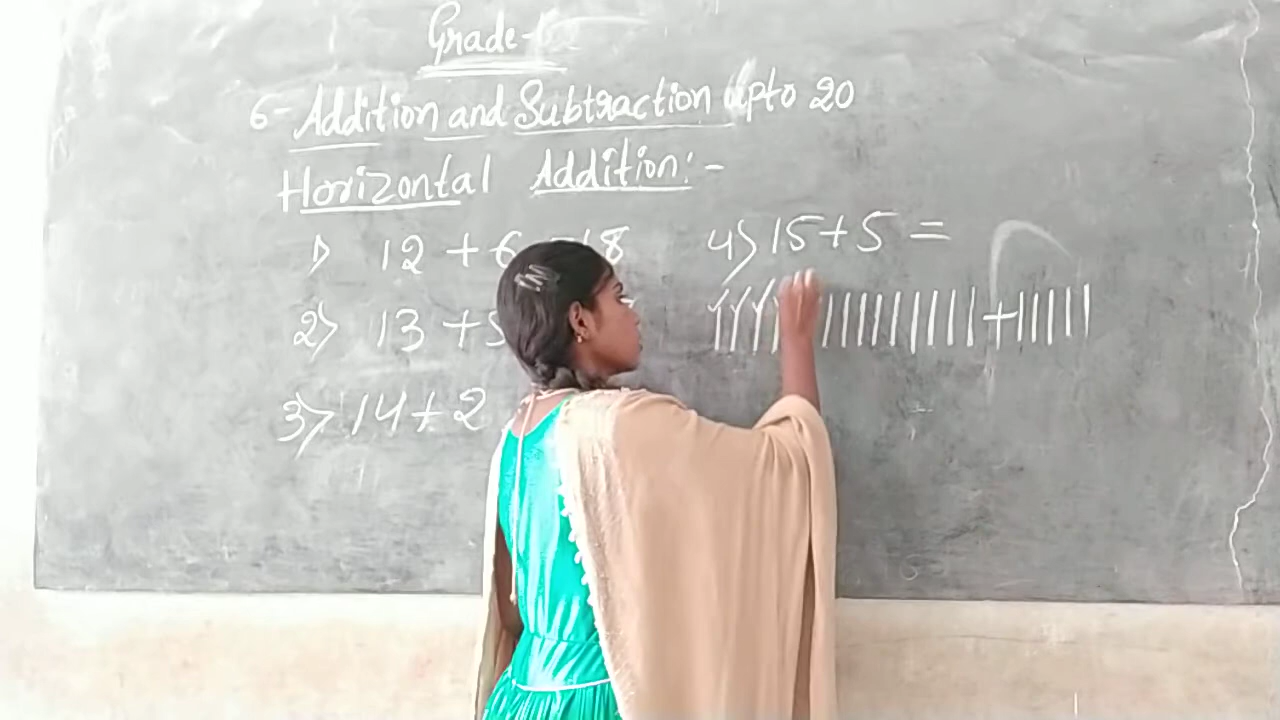 Grade-
6- Addition and Subtraction upto 20
Horizontal Addition:-
1> 12 + 6 =18
2> 13 +5
3> 14+2
4> 15+5 =
||||||||||||||| + |||||